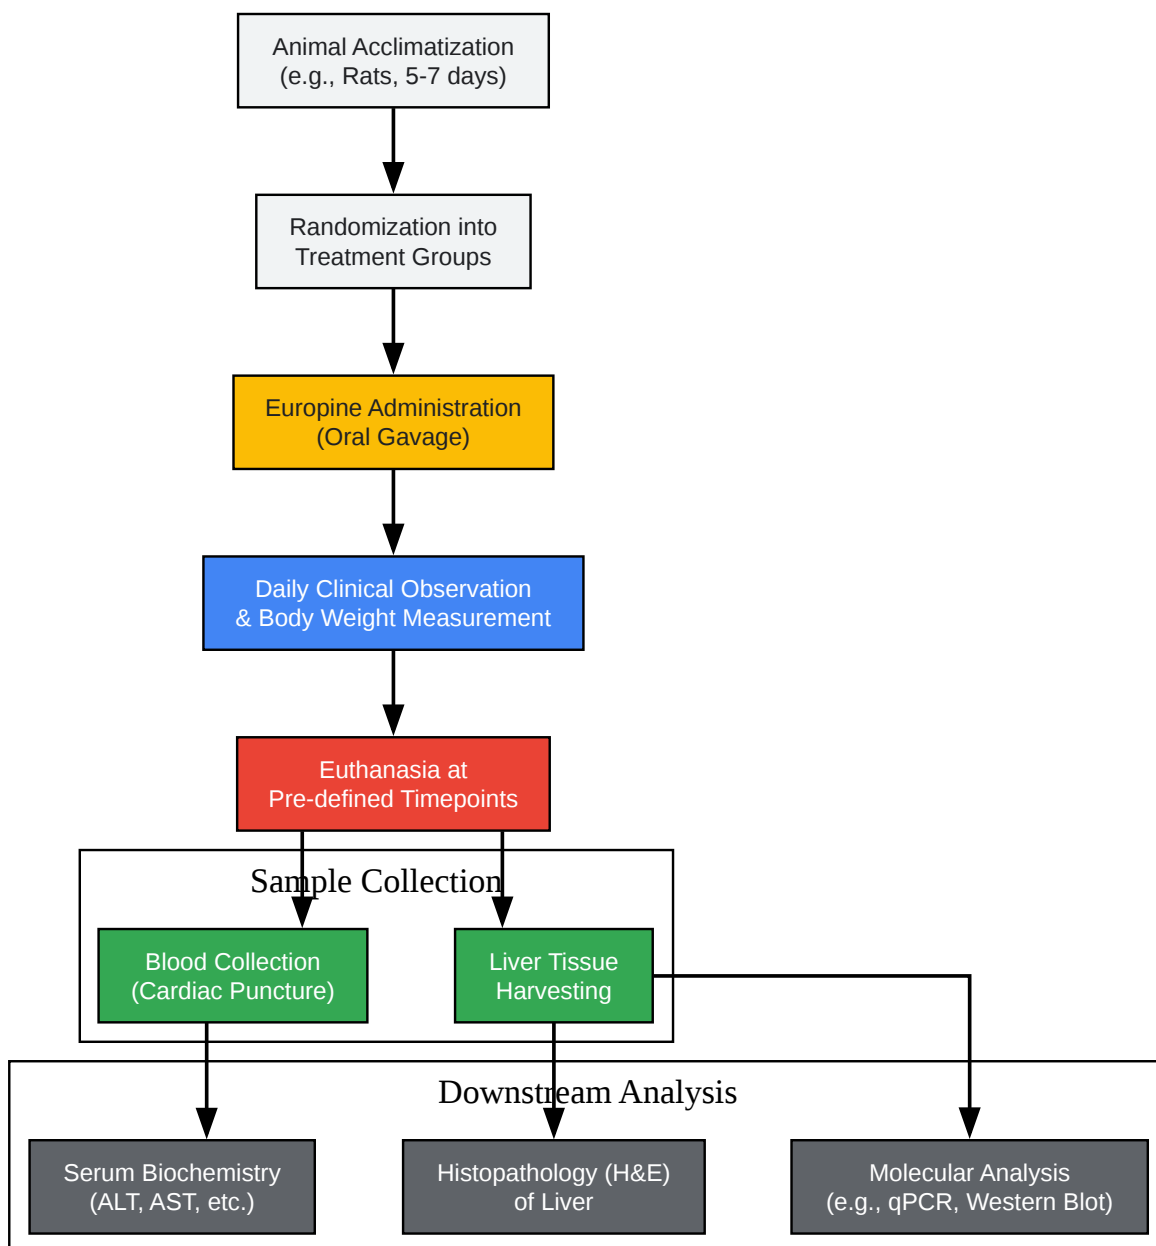 Animal Acclimatization
(e.g., Rats, 5-7 days)
Randomization into
Treatment Groups
Europine Administration
(Oral Gavage)
Daily Clinical Observation
& Body Weight Measurement
Euthanasia at
Pre-defined Timepoints
Sample Collection
Blood Collection
(Cardiac Puncture)
Liver Tissue
Harvesting
Downstream Analysis
Serum Biochemistry
(ALT, AST, etc.)
Histopathology (H&E)
of Liver
Molecular Analysis
(e.g., qPCR, Western Blot)